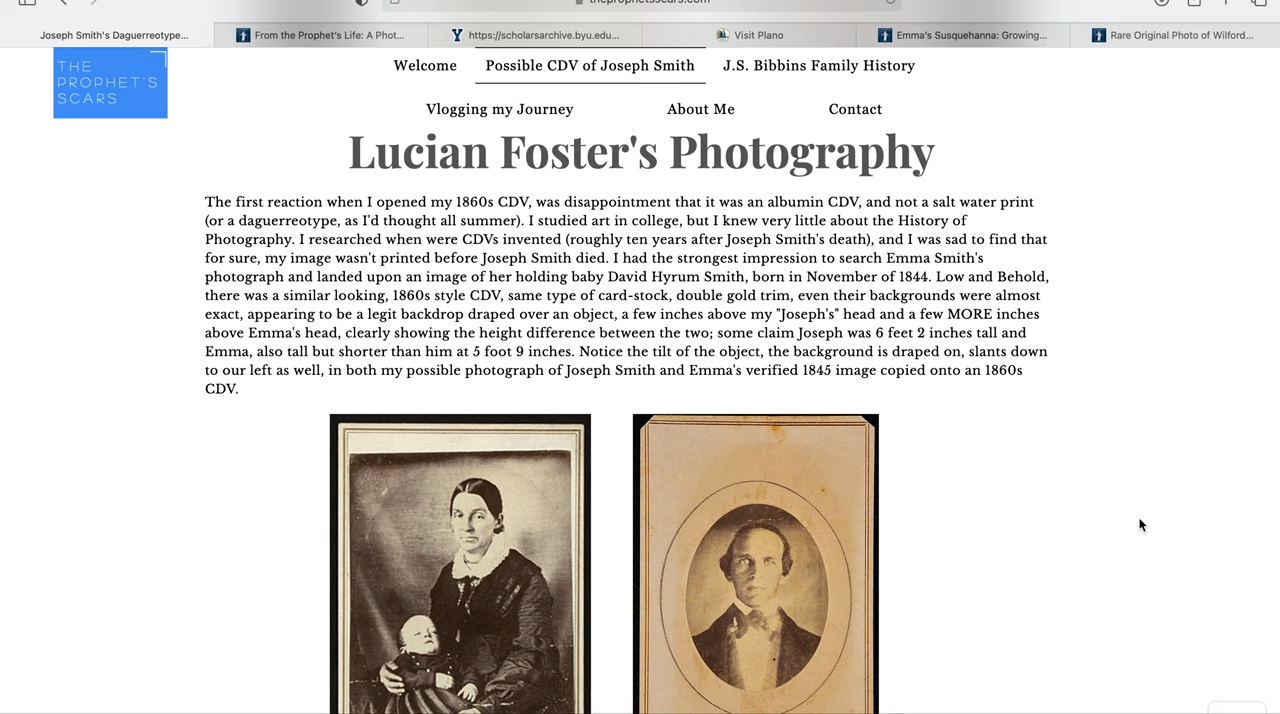 theprophetsscars.com
Joseph Smith's Daguerreotype...
From the Prophet's Life: A Phot...
https://scholarsarchive.byu.edu...
Visit Plano
Emma's Susquehanna: Growing...
Rare Original Photo of Wilford...
THE
PROPHET'S
SCARS
Welcome
Possible CDV of Joseph Smith
J.S. Bibbins Family History
Vlogging my Journey
About Me
Contact
Lucian Foster's Photography
The first reaction when I opened my 1860s CDV, was disappointment that it was an albumin CDV, and not a salt water print
(or a daguerreotype, as I'd thought all summer). I studied art in college, but I knew very little about the History of
Photography. I researched when were CDVs invented (roughly ten years after Joseph Smith's death), and I was sad to find that
for sure, my image wasn't printed before Joseph Smith died. I had the strongest impression to search Emma Smith's
photograph and landed upon an image of her holding baby David Hyrum Smith, born in November of 1844. Low and Behold,
there was a similar looking, 1860s style CDV, same type of card-stock, double gold trim, even their backgrounds were almost
exact, appearing to be a legit backdrop draped over an object, a few inches above my "Joseph's" head and a few MORE inches
above Emma's head, clearly showing the height difference between the two; some claim Joseph was 6 feet 2 inches tall and
Emma, also tall but shorter than him at 5 foot 9 inches. Notice the tilt of the object, the background is draped on, slants down
to our left as well, in both my possible photograph of Joseph Smith and Emma's verified 1845 image copied onto an 1860s
CDV.